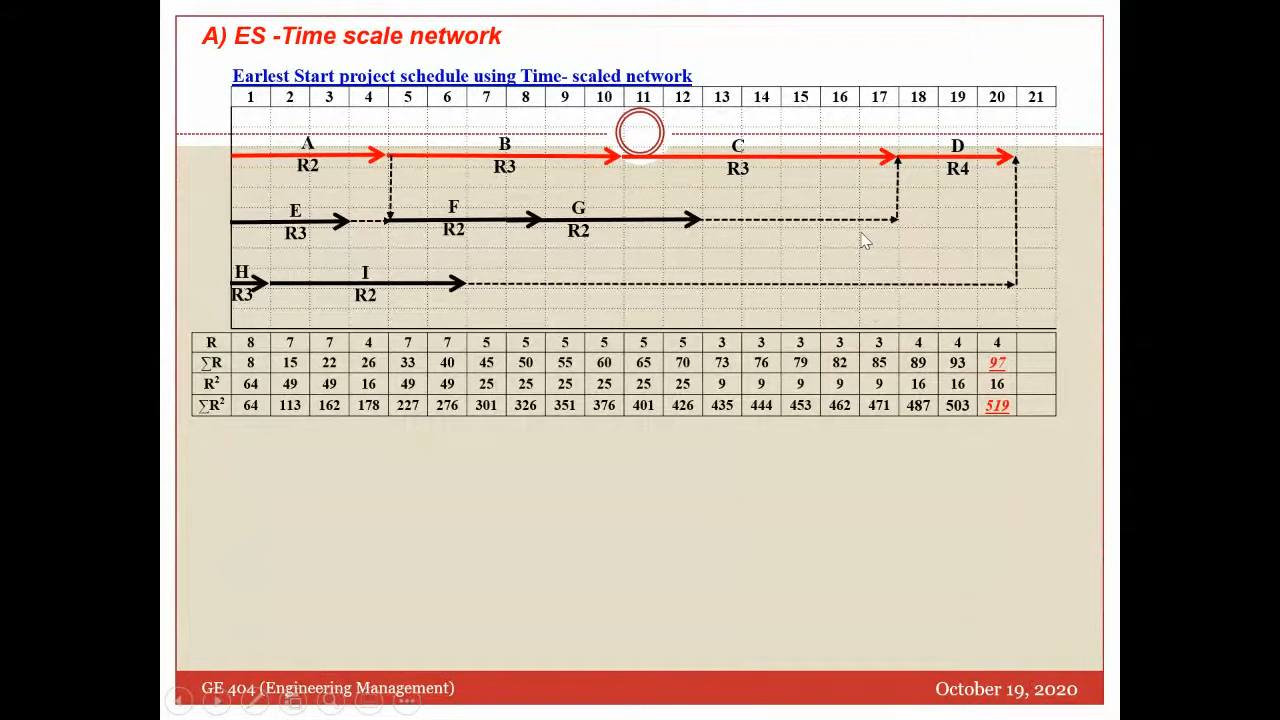 A) ES -Time scale network
Earlest Start project schedule using Time- scaled network
1 2 3 4 5 6 7 8 9 10 11 12 13 14 15 16 17 18 19 20 21
A B C D
R2 R3 R3 R4
E F G
R3 R2 R2
H I
R3 R2
R 8 7 7 4 7 7 5 5 5 5 5 5 3 3 3 3 3 4 4 4
∑R 8 15 22 26 33 40 45 50 55 60 65 70 73 76 79 82 85 89 93 97
R² 64 49 49 16 49 49 25 25 25 25 25 25 9 9 9 9 9 16 16 16
∑R² 64 113 162 178 227 276 301 326 351 376 401 426 435 444 453 462 471 487 503 519
GE 404 (Engineering Management) October 19, 2020